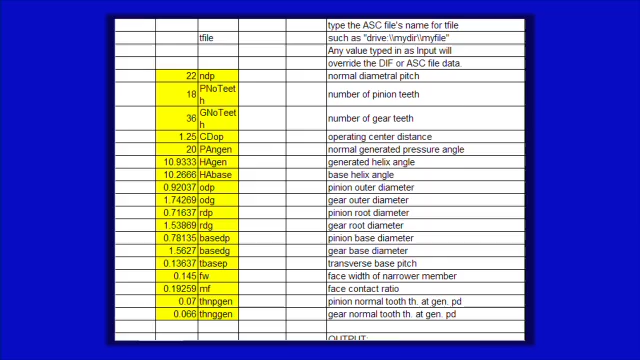 type the ASC file's name for tfile
tfile such as "drive:\\mydir\\myfile"
Any value typed in as Input will
override the DIF or ASC file data.
22 ndp normal diametral pitch
18 PNoTeeth number of pinion teeth
36 GNoTeeth number of gear teeth
1.25 CDop operating center distance
20 PAngen normal generated pressure angle
10.9333 HAgen generated helix angle
10.2666 HAbase base helix angle
0.92037 odp pinion outer diameter
1.74269 odg gear outer diameter
0.71637 rdp pinion root diameter
1.53869 rdg gear root diameter
0.78135 basedp pinion base diameter
1.5627 basedg gear base diameter
0.13637 tbasep transverse base pitch
0.145 fw face width of narrower member
0.19259 mf face contact ratio
0.07 thnpgen pinion normal tooth th. at gen. pd
0.066 thnggen gear normal tooth th. at gen. pd
OUTPUT: